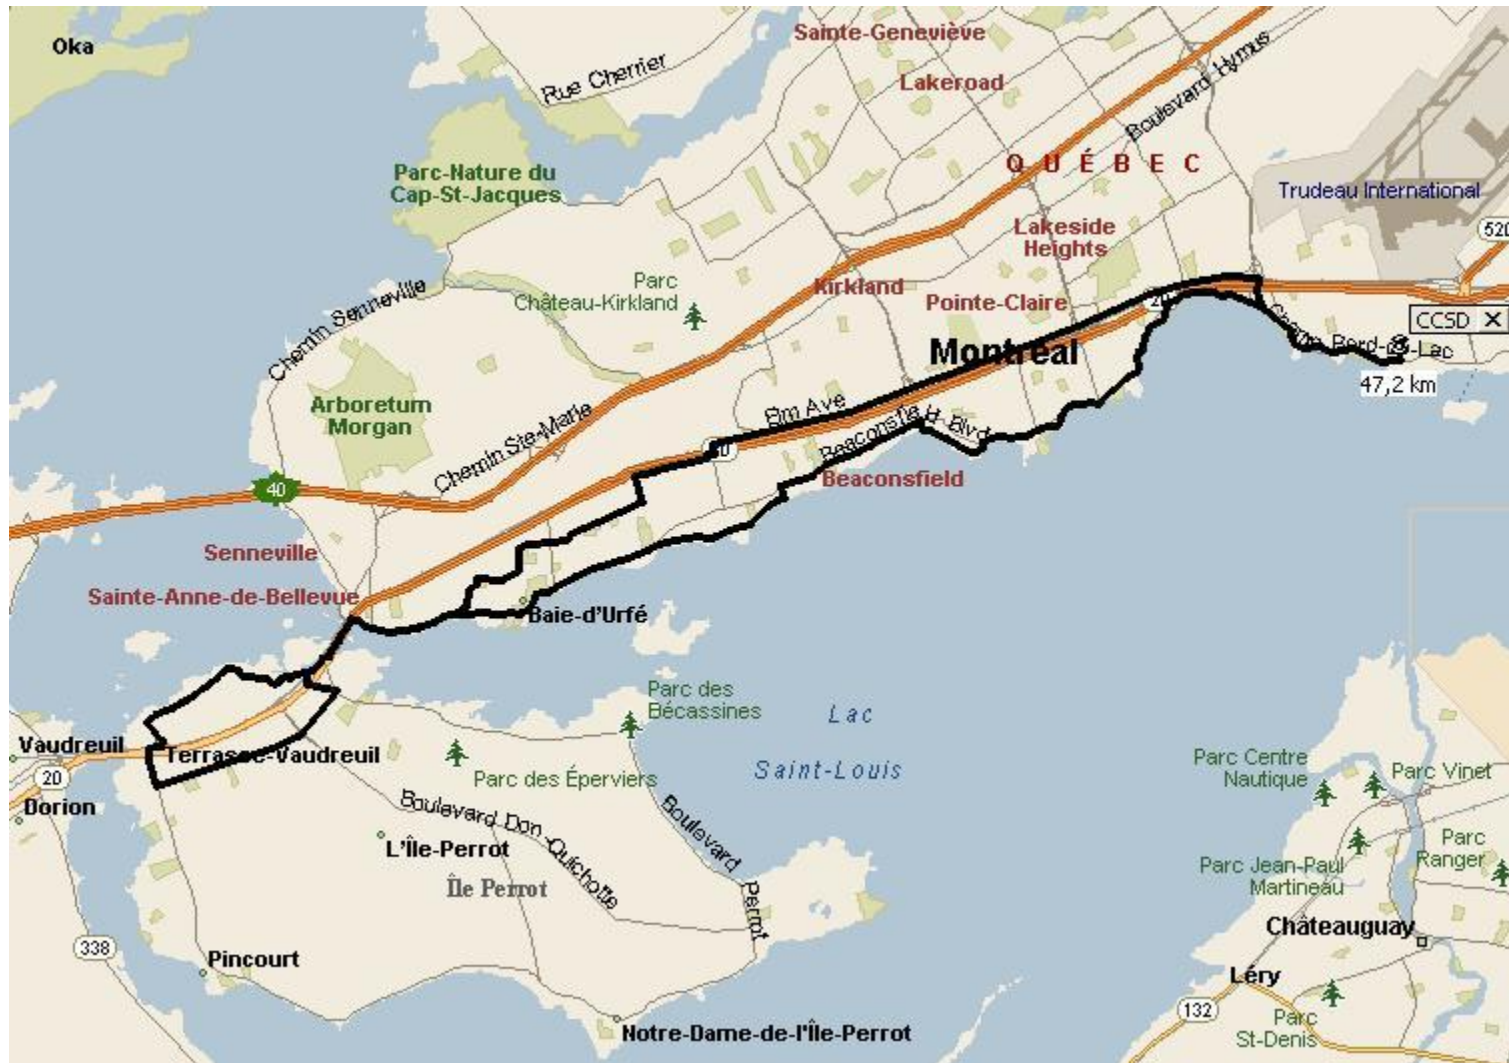 Oka
Sainte-Geneviève
Rue Cherrier
Lakeroad
Boulevard Hymus
Parc-Nature du
Cap-St-Jacques
QUÉBEC
Trudeau International
Lakeside
Heights
520
Parc
Château-Kirkland
Kirkland
Pointe-Claire
20
Chemin Senneville
CCSD X
Montréal
Chemin Bord-du-Lac
47,2 km
Arboretum
Morgan
Elm Ave
Chemin Ste-Marie
Beaconsfield Blvd
Beaconsfield
40
Senneville
Sainte-Anne-de-Bellevue
Baie-d'Urfé
Parc des
Bécassines
Lac
Saint-Louis
Vaudreuil
Terrasse-Vaudreuil
20
Parc des Éperviers
Parc Centre
Nautique
Parc Vinet
Dorion
Boulevard Don-Quichotte
Boulevard Perrot
L'Île-Perrot
Île Perrot
Parc Jean-Paul
Martineau
Parc
Ranger
Châteauguay
338
Pincourt
Léry
132
Notre-Dame-de-l'Île-Perrot
Parc
St-Denis